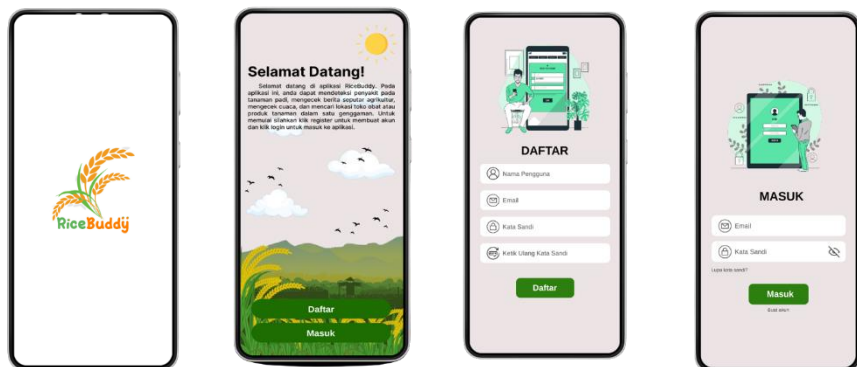 RiceBuddy
Selamat Datang!
Selamat datang di aplikasi RiceBuddy. Pada
aplikasi ini, anda dapat mendeteksi penyakit pada
tanaman padi, mengecek berita seputar agrikultur,
mengecek cuaca, dan mencari lokasi toko obat atau
produk tanaman dalam satu genggaman. Untuk
memulai silahkan klik register untuk membuat akun
dan klik login untuk masuk ke aplikasi.
Daftar
Masuk
DAFTAR
Nama Pengguna
Email
Kata Sandi
Ketik Ulang Kata Sandi
Daftar
MASUK
Email
Kata Sandi
Lupa kata sandi?
Masuk
Buat akun